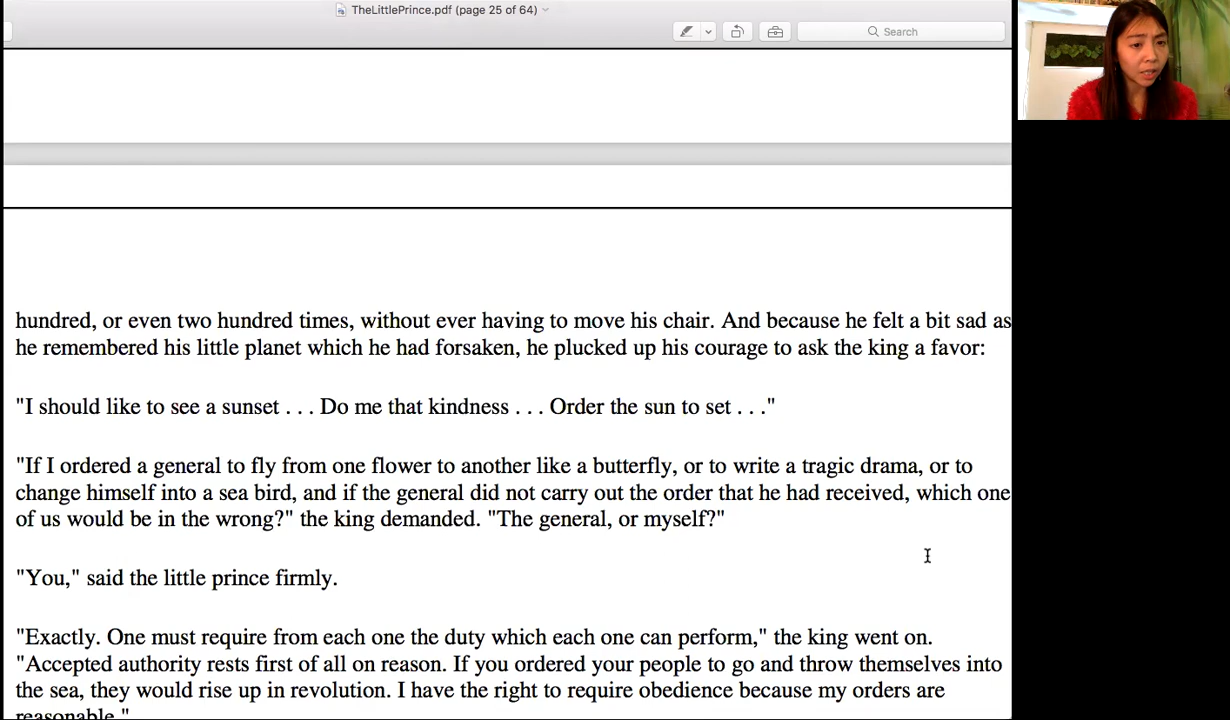 TheLittlePrince.pdf (page 25 of 64)
Search
hundred, or even two hundred times, without ever having to move his chair. And because he felt a bit sad as
he remembered his little planet which he had forsaken, he plucked up his courage to ask the king a favor:
"I should like to see a sunset . . . Do me that kindness . . . Order the sun to set . . ."
"If I ordered a general to fly from one flower to another like a butterfly, or to write a tragic drama, or to
change himself into a sea bird, and if the general did not carry out the order that he had received, which one
of us would be in the wrong?" the king demanded. "The general, or myself?"
"You," said the little prince firmly.
"Exactly. One must require from each one the duty which each one can perform," the king went on.
"Accepted authority rests first of all on reason. If you ordered your people to go and throw themselves into
the sea, they would rise up in revolution. I have the right to require obedience because my orders are
reasonable."